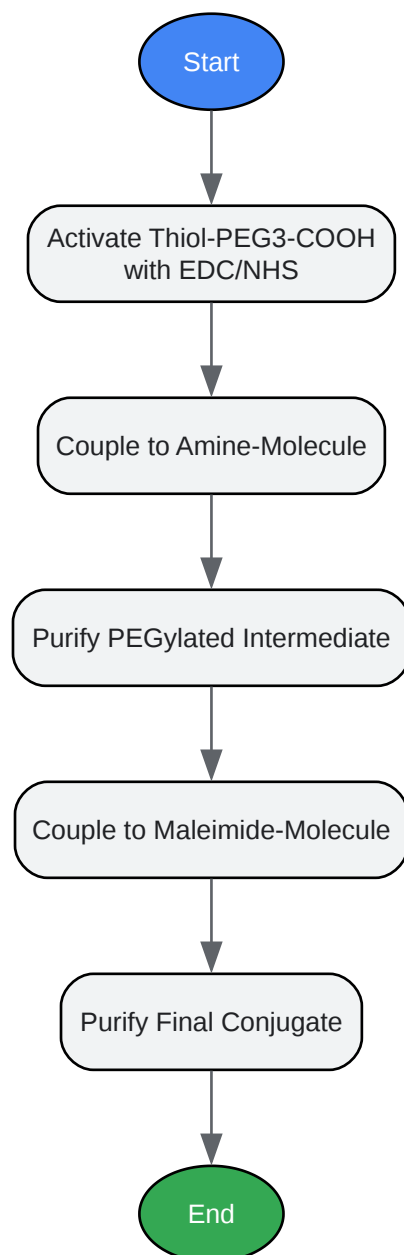 Start
Activate Thiol-PEG3-COOH
with EDC/NHS
Couple to Amine-Molecule
Purify PEGylated Intermediate
Couple to Maleimide-Molecule
Purify Final Conjugate
End